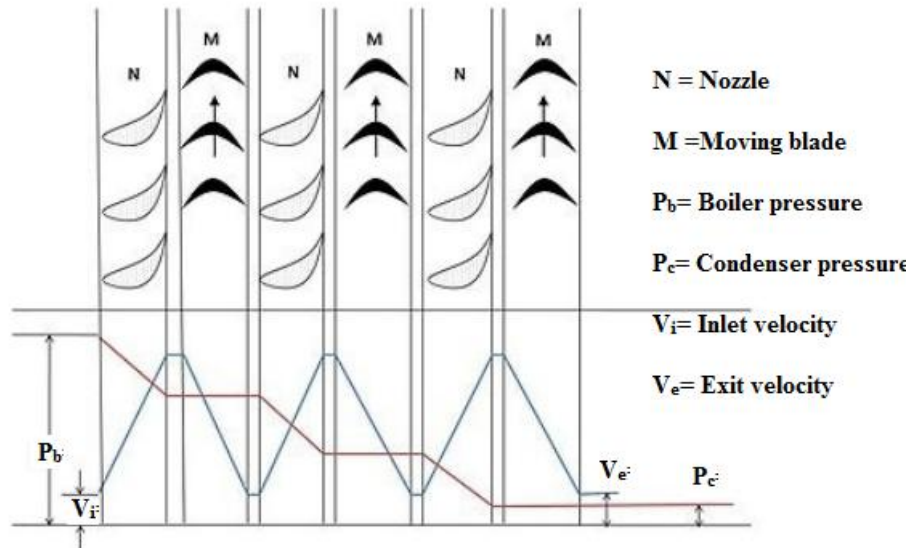 M
M
M
N
N
N
N = Nozzle
M =Moving blade
Pb= Boiler pressure
Pc= Condenser pressure
Vi= Inlet velocity
Ve= Exit velocity
Pb
Vi
Ve
Pc